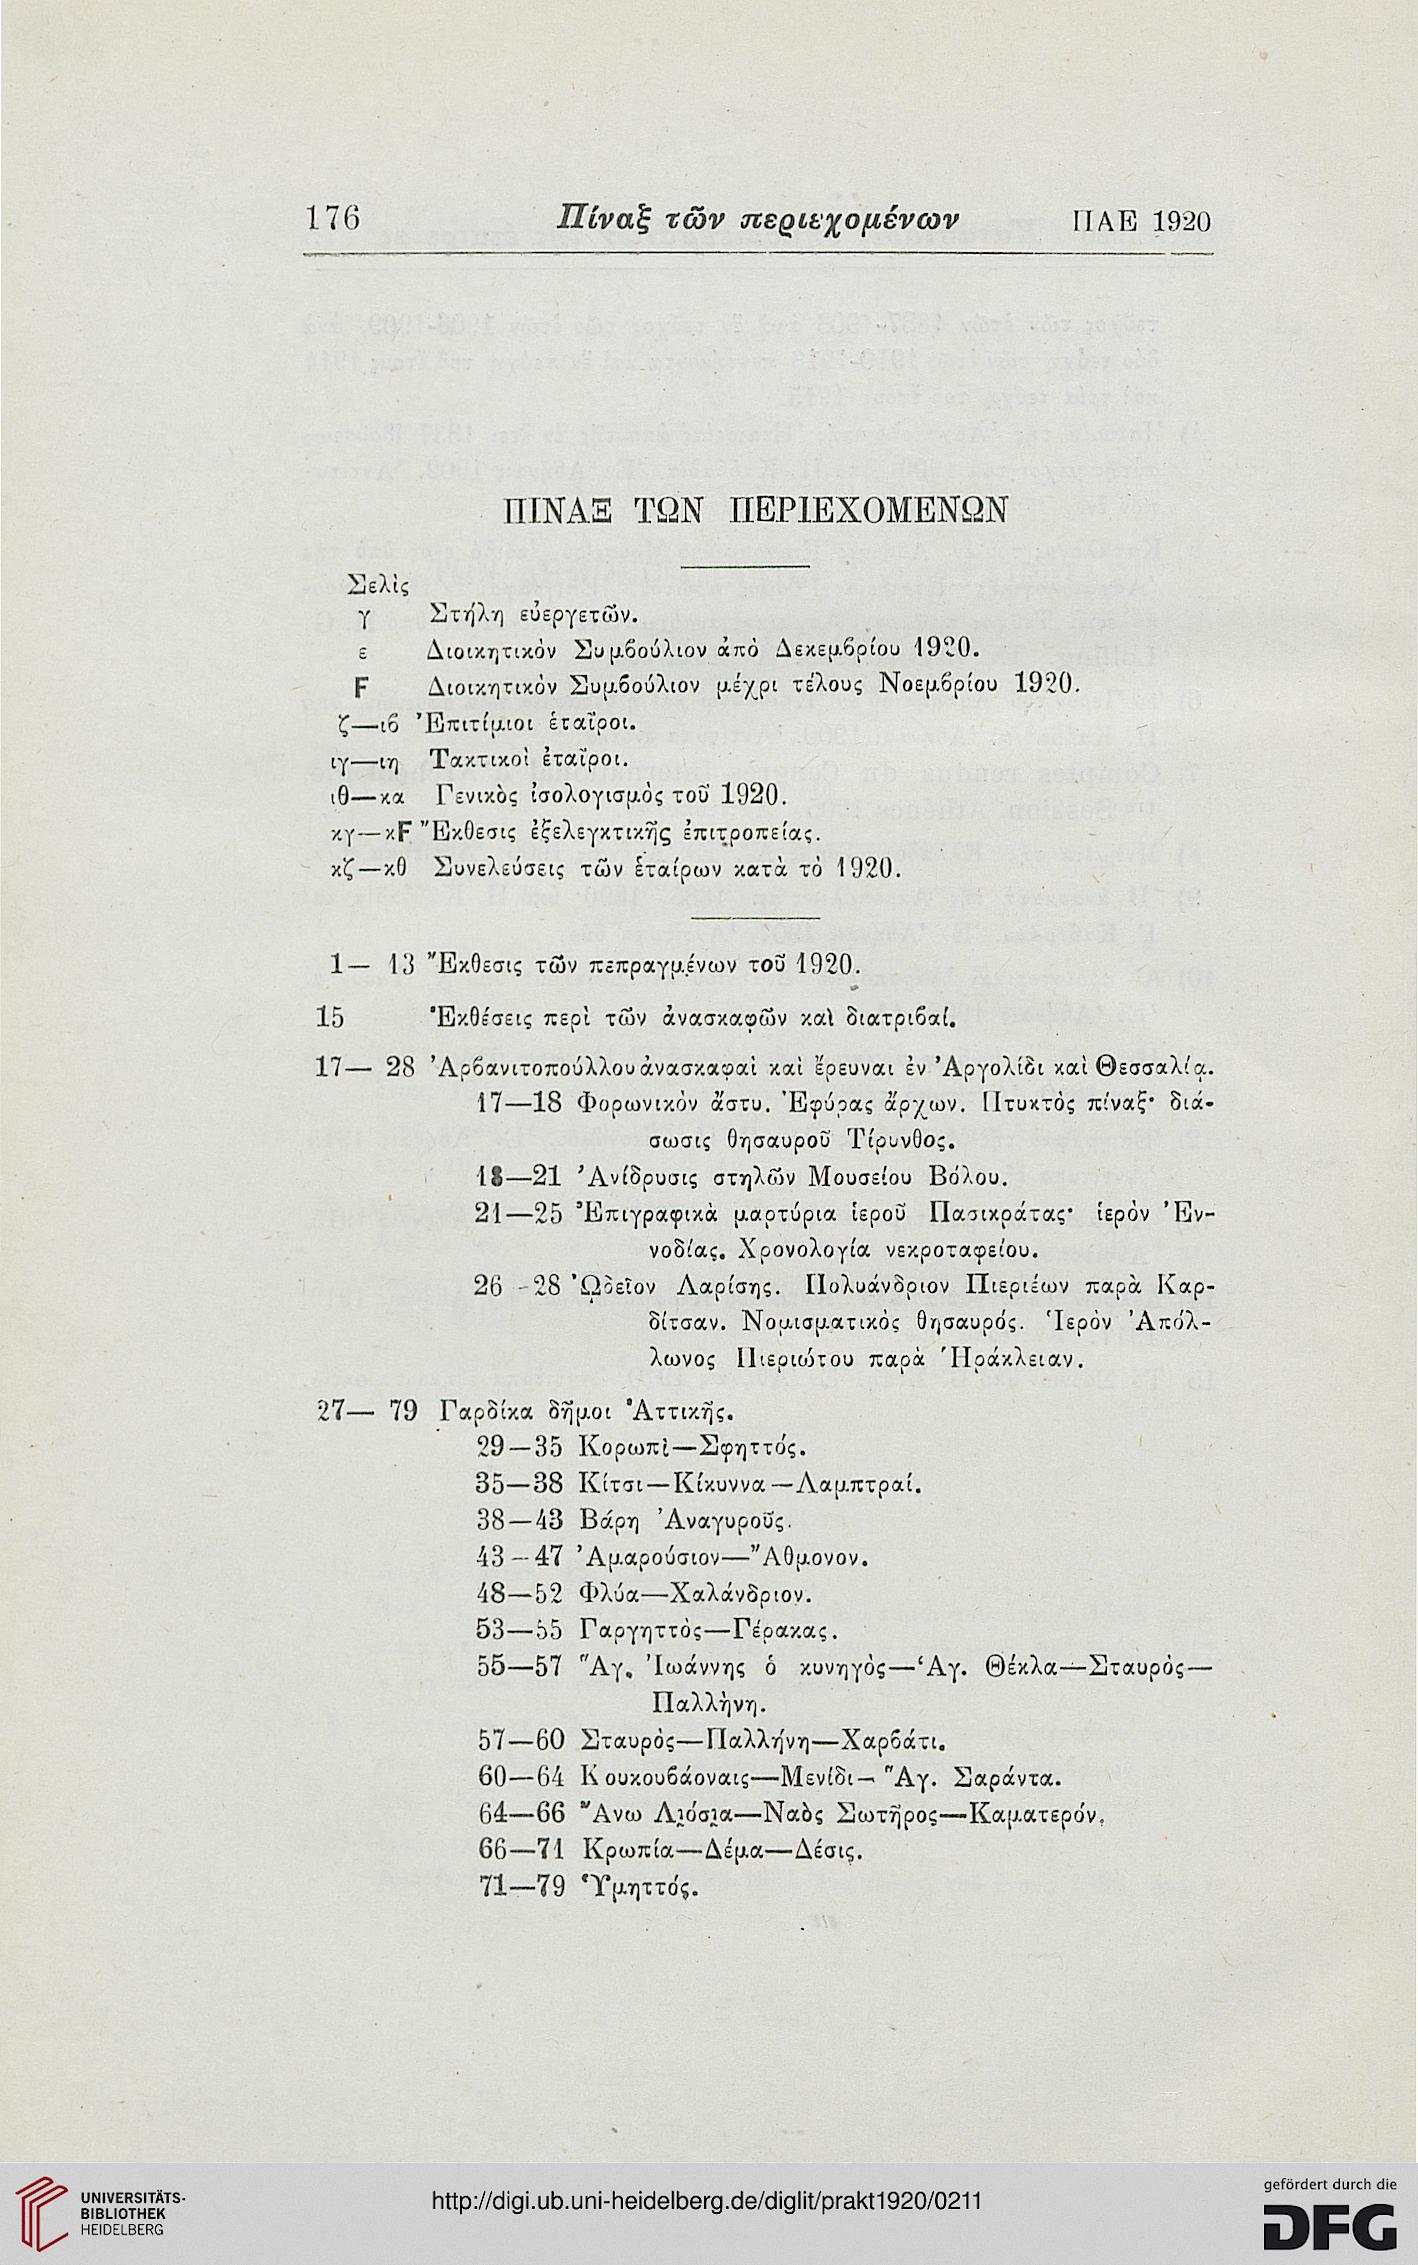 176 Πίναξ τῶν περιεχομένων ΠΑΕ 1920
ΠΙΝΑΞ ΤΩΝ ΠΕΡΙΕΧΟΜΕΝΩΝ
Σελὶς
γ Στήλη εὐεργετῶν.
ε Διοικητικὸν Συμβούλιον ἀπὸ Δεκεμβρίου 1920.
F Διοικητικὸν Συμβούλιον μέχρι τέλους Νοεμβρίου 1920.
ζ—ιβ Ἐπιτίμιοι ἑταῖροι.
ιγ—ιη Τακτικοὶ ἑταῖροι.
ιθ—κα Γενικὸς ἰσολογισμὸς τοῦ 1920.
κγ—κF Ἔκθεσις ἐξελεγκτικῆς ἐπιτροπείας.
κζ—κθ Συνελεύσεις τῶν ἑταίρων κατὰ τὸ 1920.
1— 13 Ἔκθεσις τῶν πεπραγμένων τοῦ 1920.
15 Ἐκθέσεις περὶ τῶν ἀνασκαφῶν καὶ διατριβαί.
17— 28 Ἀρβανιτοπούλλου ἀνασκαφαὶ καὶ ἔρευναι ἐν Ἀργολίδι καὶ Θεσσαλίᾳ.
17—18 Φορωνικὸν ἄστυ. Ἐφύρας ἄρχων. Πτυκτὸς πίναξ· διά-
σωσις θησαυροῦ Τίρυνθος.
18—21 Ἀνίδρυσις στηλῶν Μουσείου Βόλου.
21—25 Ἐπιγραφικὰ μαρτύρια ἱεροῦ Πασικράτας· ἱερὸν Ἐν-
νοδίας. Χρονολογία νεκροταφείου.
26 -28 ᾨδεῖον Λαρίσης. Πολυάνδριον Πιεριέων παρὰ Καρ-
δίτσαν. Νομισματικὸς θησαυρός. Ἱερὸν Ἀπόλ-
λωνος Πιεριώτου παρὰ Ἡράκλειαν.
27— 79 Γαρδίκα δῆμοι Ἀττικῆς.
29—35 Κορωπὶ—Σφηττός.
35—38 Κίτσι—Κίκυννα—Λαμπτραί.
38—43 Βάρη Ἀναγυροῦς.
43—47 Ἀμαρούσιον—Ἄθμονον.
48—52 Φλύα—Χαλάνδριον.
53—55 Γαργηττὸς—Γέρακας.
55—57 Ἅγ. Ἰωάννης ὁ κυνηγὸς—Ἁγ. Θέκλα—Σταυρὸς—
Παλλὴνη.
57—60 Σταυρὸς—Παλλήνη—Χαρβάτι.
60—64 Κουκουβάοναις—Μενίδι—Ἅγ. Σαράντα.
64—66 Ἄνω Λιόσια—Ναὸς Σωτῆρος—Καματερόν.
66—71 Κρωπία—Δέμα—Δέσις.
71—79 Ὑμηττός.
UNIVERSITÄTS-
BIBLIOTHEK
HEIDELBERG
http://digi.ub.uni-heidelberg.de/diglit/prakt1920/0211
gefördert durch die
DFG